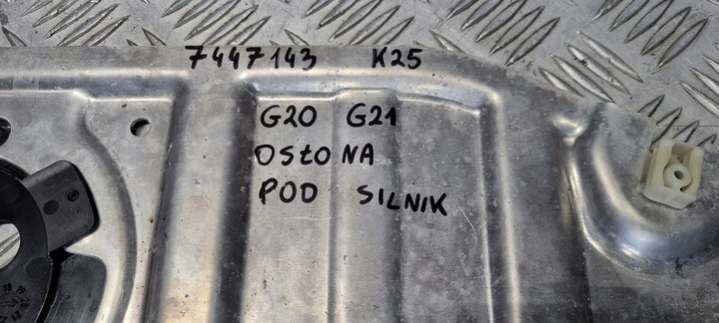 7447143 K25
G20 G21
OSŁONA
POD SILNIK